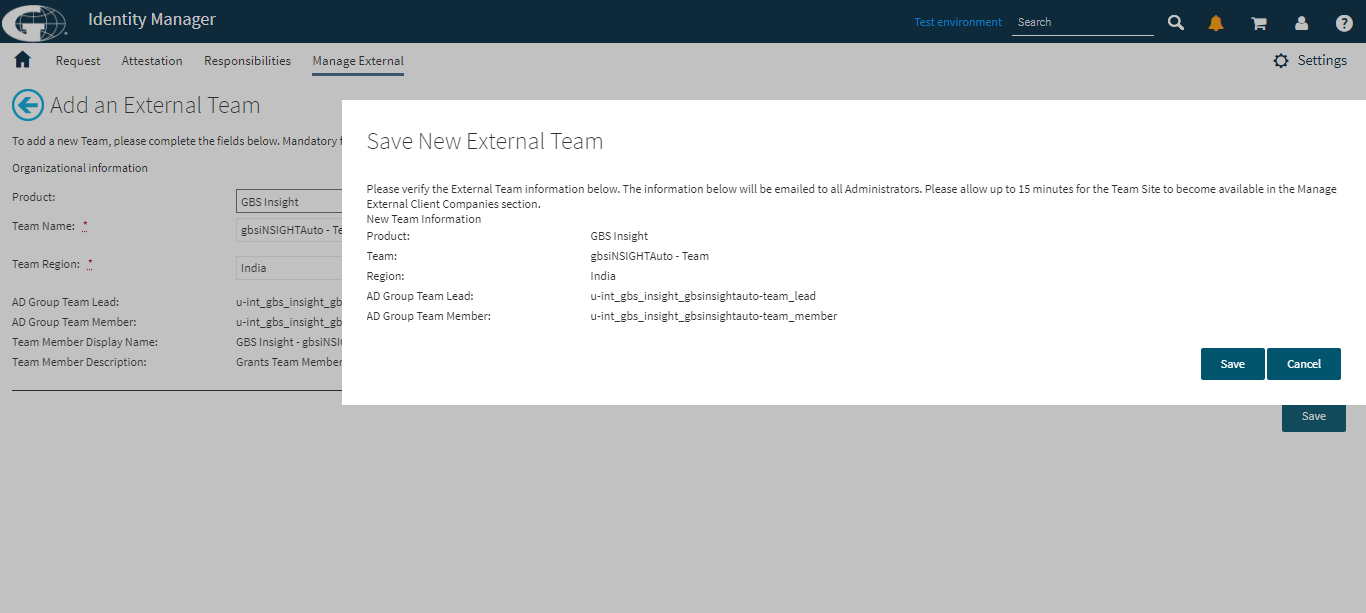 Identity Manager
Test environment
Search
Request
Attestation
Responsibilities
Manage External
Settings
Add an External Team
To add a new Team, please complete the fields below. Mandatory
Organizational information
Product:
GBS Insight
Team Name: *
gbsiNSIGHTAuto - Te
Team Region: *
India
AD Group Team Lead:
u-int_gbs_insight_gb
AD Group Team Member:
u-int_gbs_insight_gb
Team Member Display Name:
GBS Insight - gbsiNSI
Team Member Description:
Grants Team Member
Save New External Team
Please verify the External Team information below. The information below will be emailed to all Administrators. Please allow up to 15 minutes for the Team Site to become available in the Manage
External Client Companies section.
New Team Information
Product:
GBS Insight
Team:
gbsiNSIGHTAuto - Team
Region:
India
AD Group Team Lead:
u-int_gbs_insight_gbsinsightauto-team_lead
AD Group Team Member:
u-int_gbs_insight_gbsinsightauto-team_member
Save
Cancel
Save